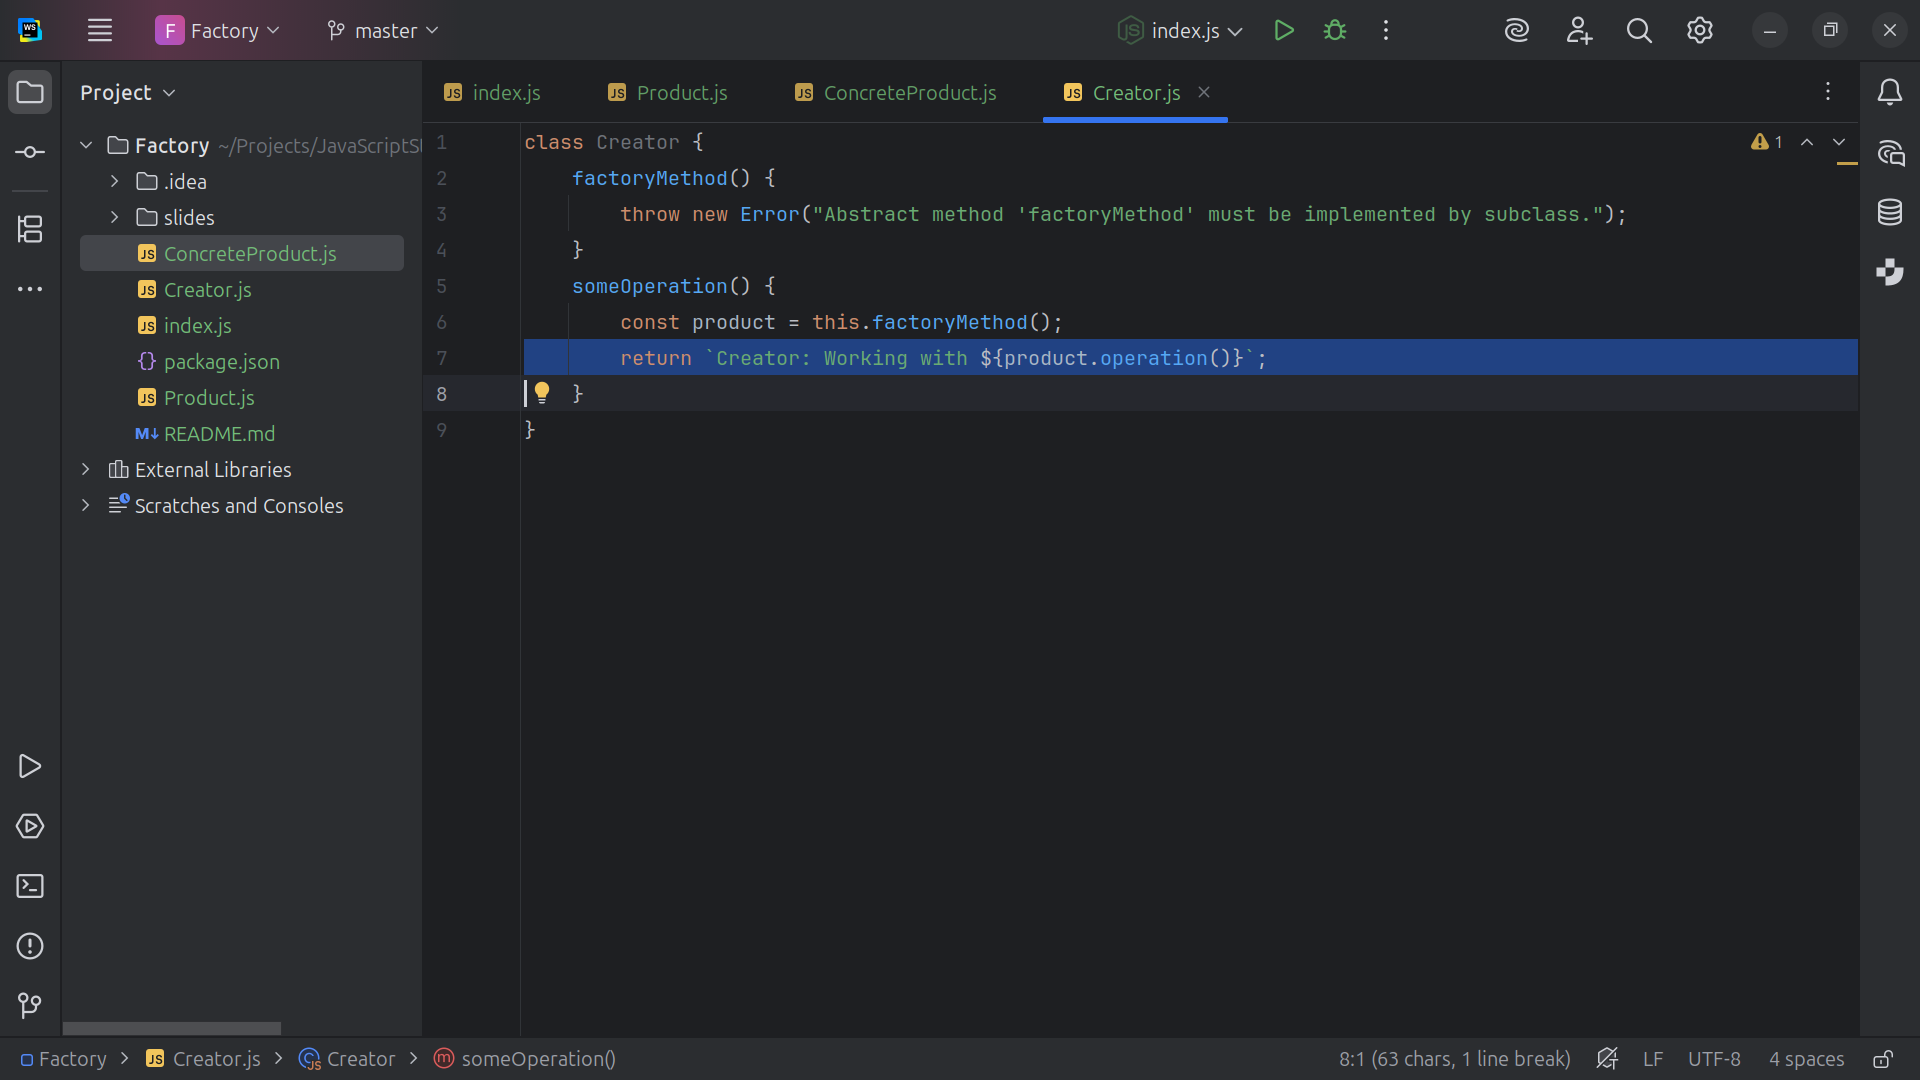 WS
F Factory
master
index.js
Project
index.js
Product.js
ConcreteProduct.js
Creator.js
Factory ~/Projects/JavaScriptS
.idea
slides
ConcreteProduct.js
Creator.js
index.js
package.json
Product.js
README.md
External Libraries
Scratches and Consoles
1 class Creator {
2 factoryMethod() {
3 throw new Error("Abstract method 'factoryMethod' must be implemented by subclass.");
4 }
5 someOperation() {
6 const product = this.factoryMethod();
7 return `Creator: Working with ${product.operation()}`;
8 }
9 }
1
Factory
Creator.js
Creator
someOperation()
8:1 (63 chars, 1 line break)
LF
UTF-8
4 spaces